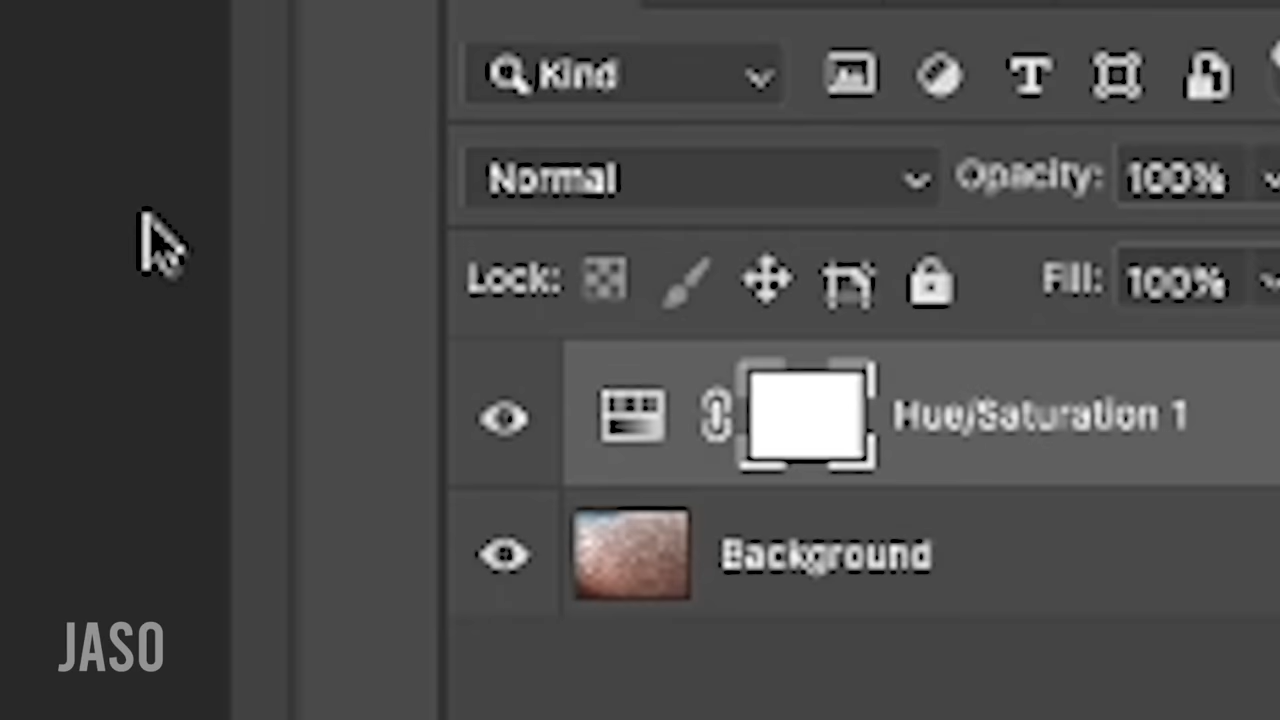 Kind
Normal Opacity: 100%
Lock: Fill: 100%
Hue/Saturation 1
Background
JASO